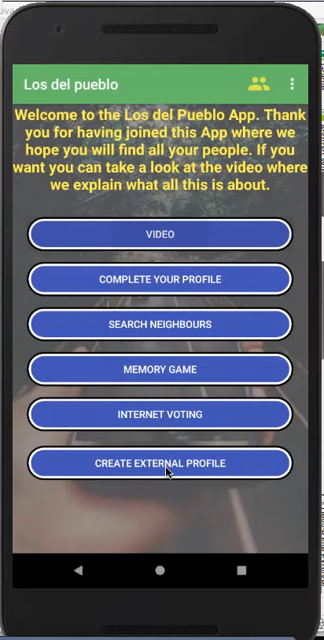 Los del pueblo
Welcome to the Los del Pueblo App. Thank
you for having joined this App where we
hope you will find all your people. If you
want you can take a look at the video where
we explain what all this is about.
VIDEO
COMPLETE YOUR PROFILE
SEARCH NEIGHBOURS
MEMORY GAME
INTERNET VOTING
CREATE EXTERNAL PROFILE